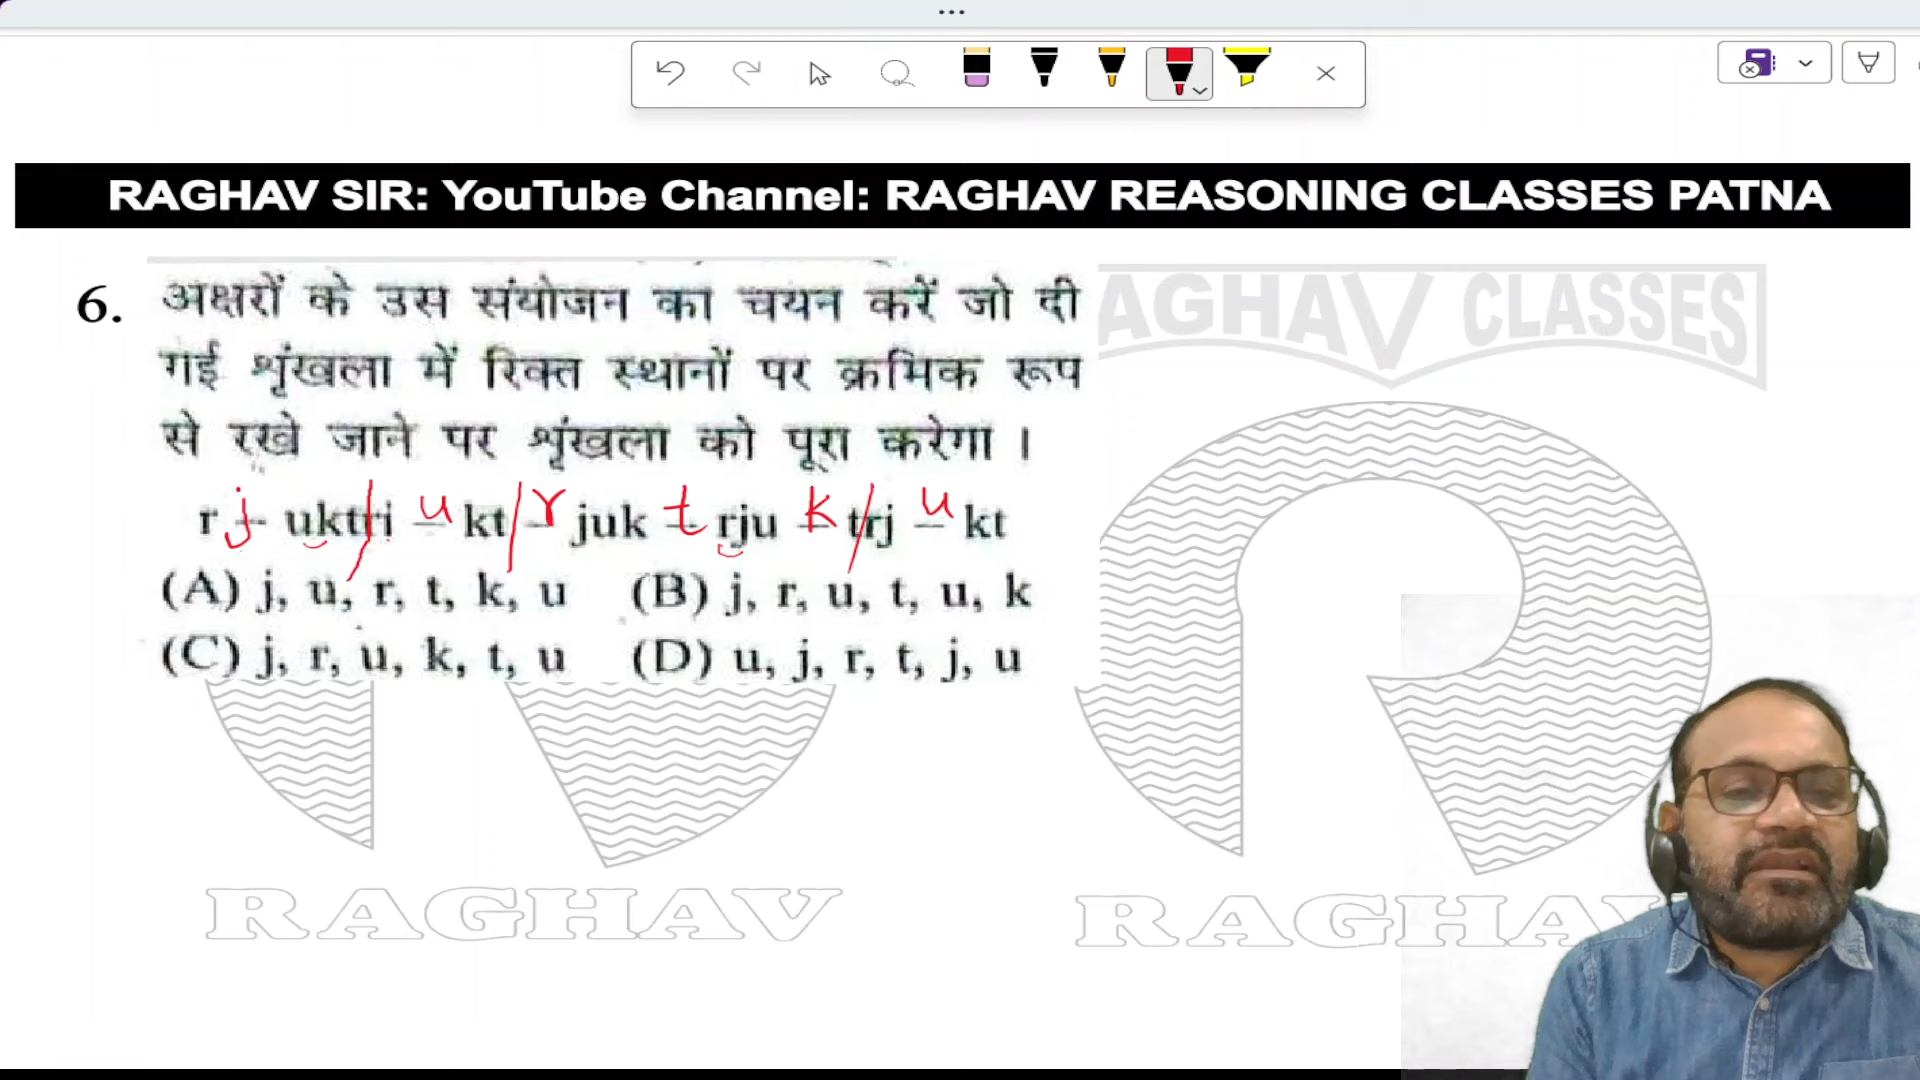 RAGHAV SIR: YouTube Channel: RAGHAV REASONING CLASSES PATNA
AGHAV CLASSES
6. अक्षरों के उस संयोजन का चयन करें जो दी
गई शृंखला में रिक्त स्थानों पर क्रमिक रूप
से रखे जाने पर शृंखला को पूरा करेगा ।
j u r t k u
r – uktrj – kt – juk – rju – trj – kt
(A) j, u, r, t, k, u (B) j, r, u, t, u, k
(C) j, r, u, k, t, u (D) u, j, r, t, j, u
RAGHAV RAGHA